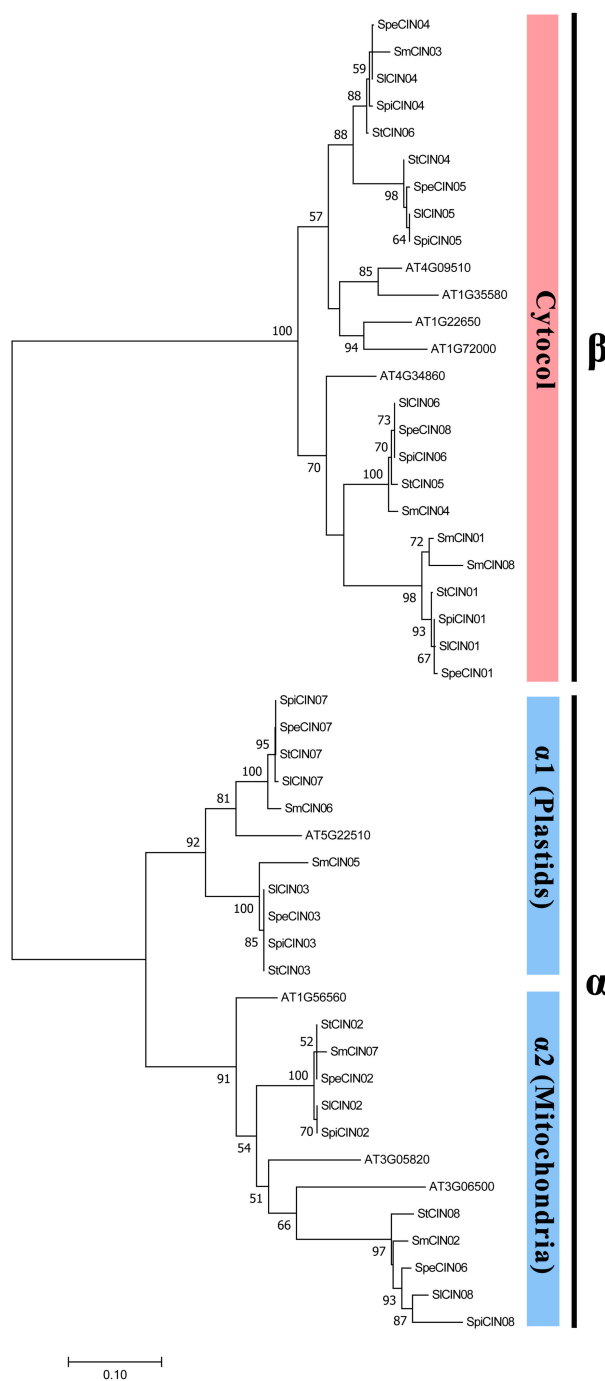 SpeCIN04
SmCIN03
59
SlCIN04
88
SpiCIN04
StCIN06
88
StCIN04
SpeCIN05
98
SlCIN05
57
64
SpiCIN05
85
AT4G09510
AT1G35580
AT1G22650
100
94
AT1G72000
AT4G34860
SlCIN06
73
SpeCIN08
70
SpiCIN06
70
100
StCIN05
SmCIN04
SmCIN01
72
SmCIN08
98
StCIN01
SpiCIN01
93
SlCIN01
67
SpeCIN01
Cytocol
β
SpiCIN07
SpeCIN07
95
StCIN07
100
SlCIN07
81
SmCIN06
AT5G22510
92
SmCIN05
SlCIN03
100
SpeCIN03
85
SpiCIN03
StCIN03
α1 (Plastids)
α
AT1G56560
StCIN02
52
SmCIN07
100
SpeCIN02
91
SlCIN02
70
SpiCIN02
54
AT3G05820
51
AT3G06500
66
StCIN08
97
SmCIN02
SpeCIN06
93
SlCIN08
87
SpiCIN08
α2 (Mitochondria)
0.10